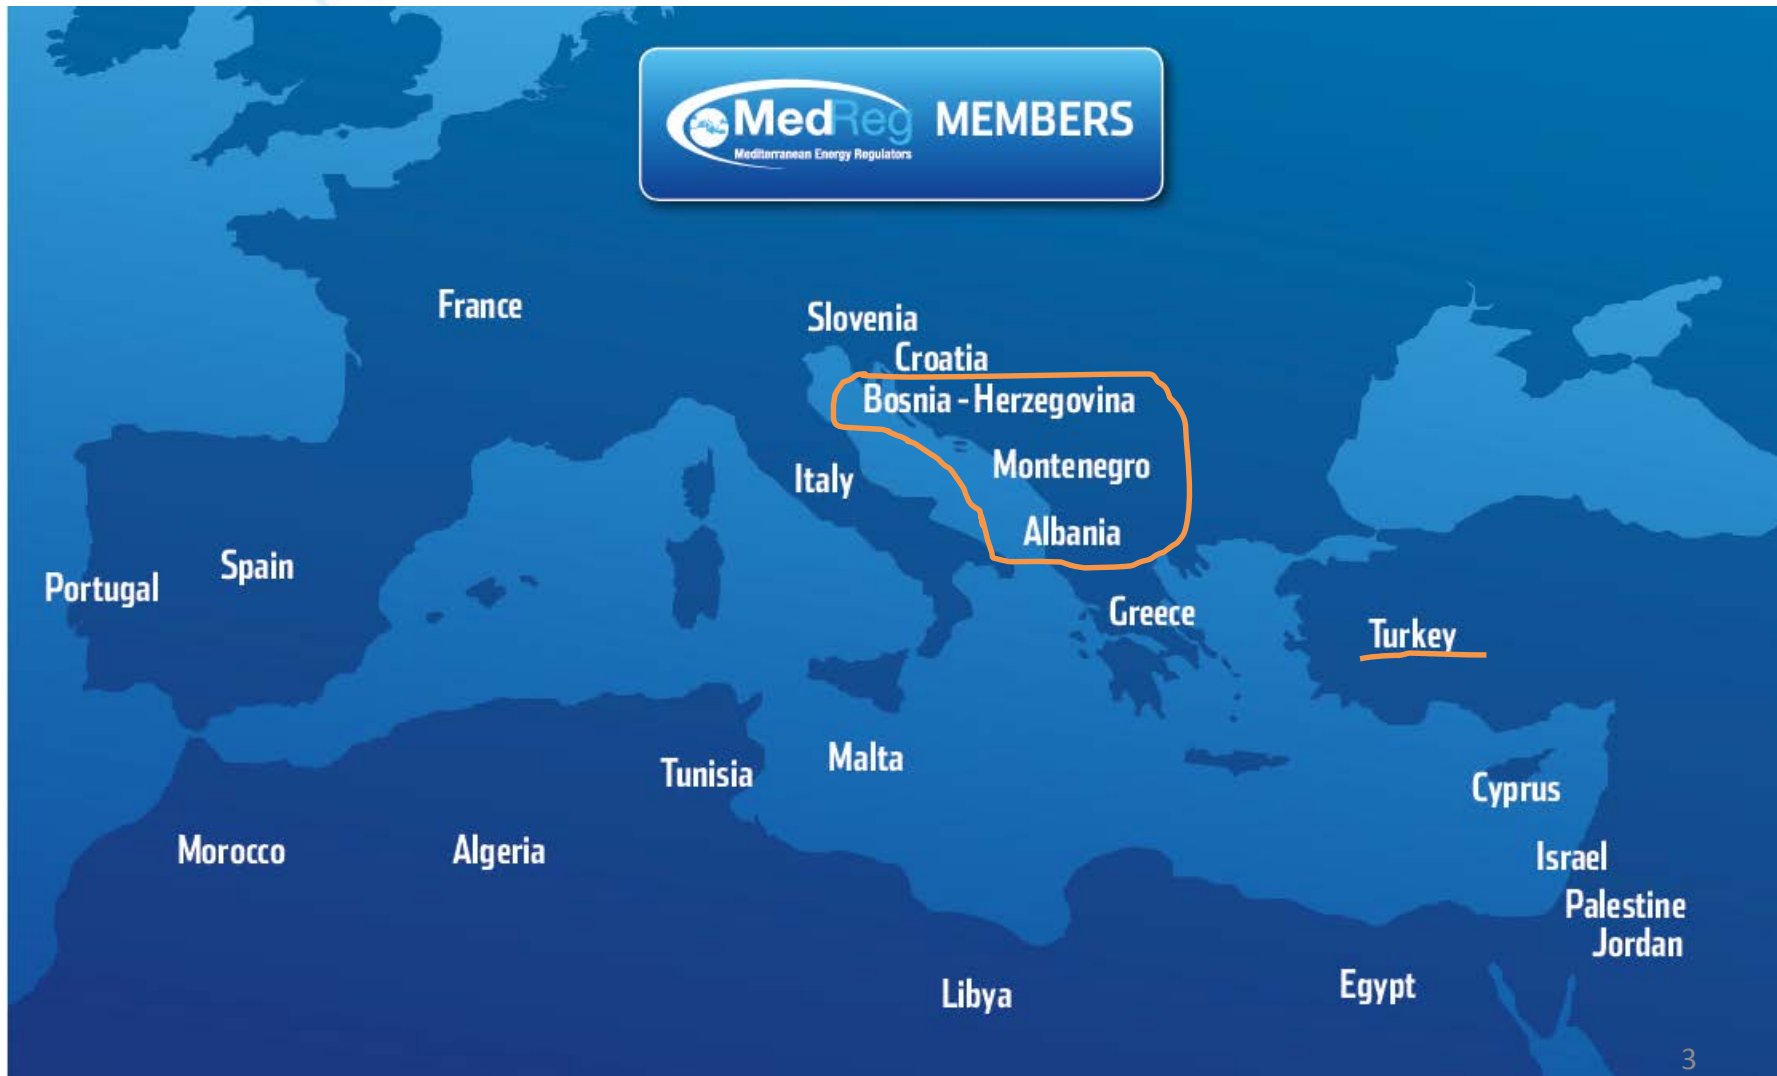 MedReg MEMBERS
Mediterranean Energy Regulators
France
Slovenia
Croatia
Bosnia - Herzegovina
Montenegro
Italy
Albania
Spain
Portugal
Greece
Turkey
Malta
Tunisia
Cyprus
Morocco
Algeria
Israel
Palestine
Jordan
Libya
Egypt
3